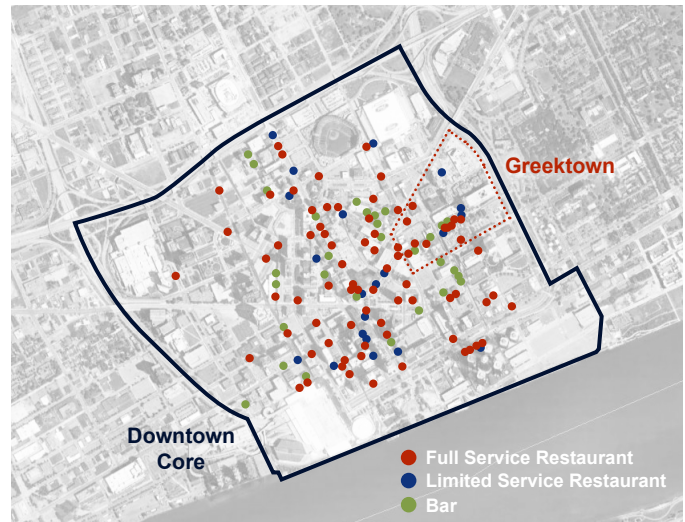 Greektown
Downtown
Core
Full Service Restaurant
Limited Service Restaurant
Bar